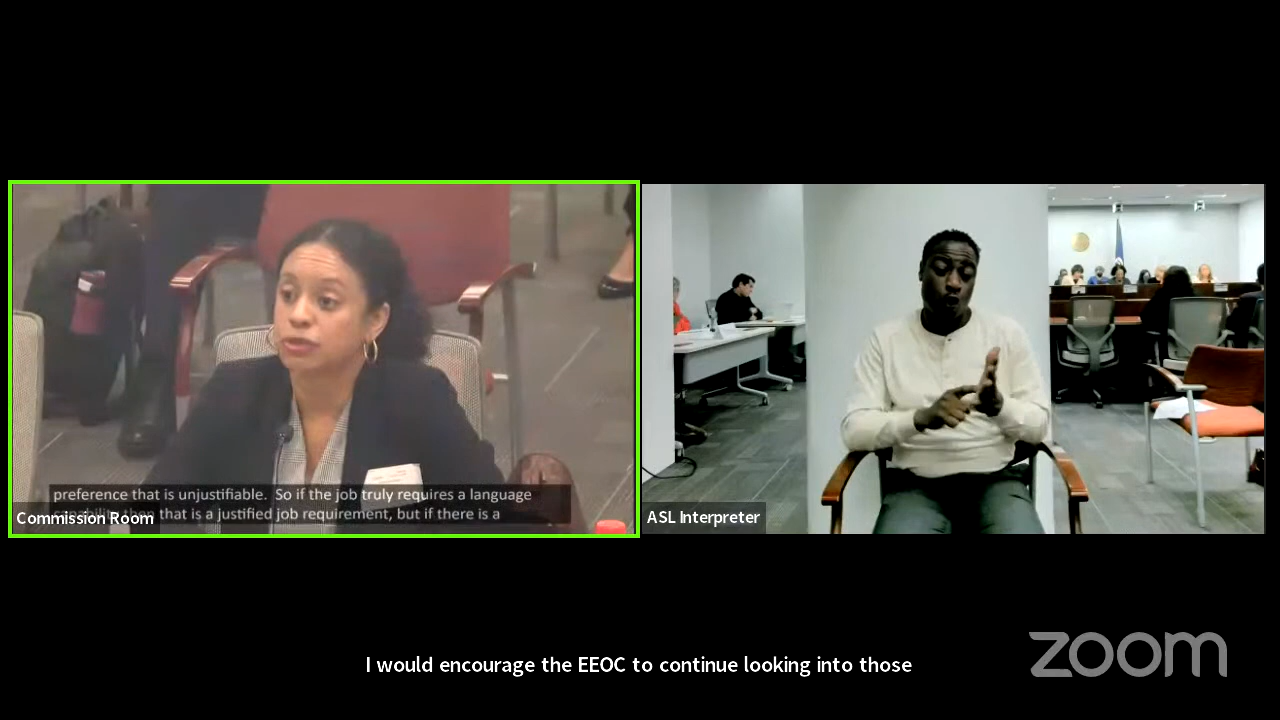 preference that is unjustifiable.  So if the job truly requires a language
that is a justified job requirement, but if there is a
Commission Room
ASL Interpreter
I would encourage the EEOC to continue looking into those
zoom